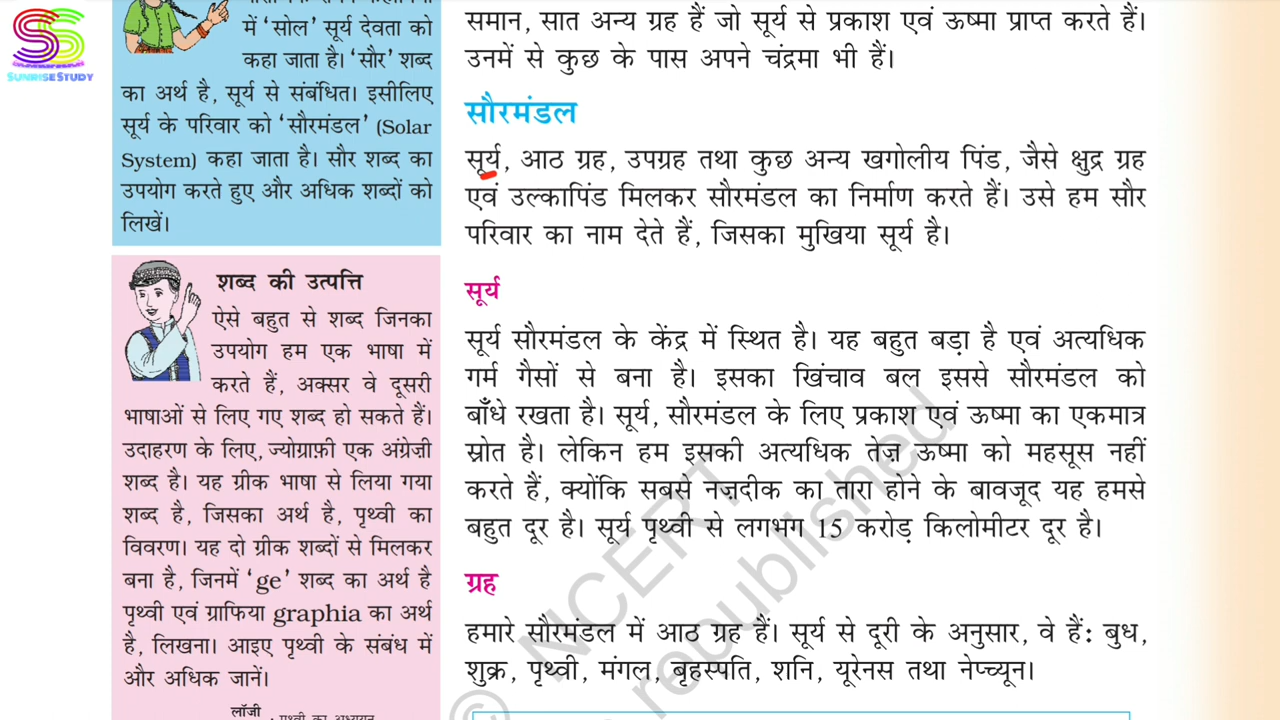 SUNRISESTUDY
में 'सोल' सूर्य देवता को
कहा जाता है। 'सौर' शब्द
का अर्थ है, सूर्य से संबंधित। इसीलिए
सूर्य के परिवार को 'सौरमंडल' (Solar
System) कहा जाता है। सौर शब्द का
उपयोग करते हुए और अधिक शब्दों को
लिखें।
शब्द की उत्पत्ति
ऐसे बहुत से शब्द जिनका
उपयोग हम एक भाषा में
करते हैं, अक्सर वे दूसरी
भाषाओं से लिए गए शब्द हो सकते हैं।
उदाहरण के लिए, ज्योग्राफ़ी एक अंग्रेज़ी
शब्द है। यह ग्रीक भाषा से लिया गया
शब्द है, जिसका अर्थ है, पृथ्वी का
विवरण। यह दो ग्रीक शब्दों से मिलकर
बना है, जिनमें 'ge' शब्द का अर्थ है
पृथ्वी एवं ग्राफिया graphia का अर्थ
है, लिखना। आइए पृथ्वी के संबंध में
और अधिक जानें।
लॉजी
: पृथ्वी का अध्ययन
समान, सात अन्य ग्रह हैं जो सूर्य से प्रकाश एवं ऊष्मा प्राप्त करते हैं।
उनमें से कुछ के पास अपने चंद्रमा भी हैं।
सौरमंडल
सूर्य, आठ ग्रह, उपग्रह तथा कुछ अन्य खगोलीय पिंड, जैसे क्षुद्र ग्रह
एवं उल्कापिंड मिलकर सौरमंडल का निर्माण करते हैं। उसे हम सौर
परिवार का नाम देते हैं, जिसका मुखिया सूर्य है।
सूर्य
सूर्य सौरमंडल के केंद्र में स्थित है। यह बहुत बड़ा है एवं अत्यधिक
गर्म गैसों से बना है। इसका खिंचाव बल इससे सौरमंडल को
बाँधे रखता है। सूर्य, सौरमंडल के लिए प्रकाश एवं ऊष्मा का एकमात्र
स्रोत है। लेकिन हम इसकी अत्यधिक तेज़ ऊष्मा को महसूस नहीं
करते हैं, क्योंकि सबसे नज़दीक का तारा होने के बावजूद यह हमसे
बहुत दूर है। सूर्य पृथ्वी से लगभग 15 करोड़ किलोमीटर दूर है।
ग्रह
हमारे सौरमंडल में आठ ग्रह हैं। सूर्य से दूरी के अनुसार, वे हैं: बुध,
शुक्र, पृथ्वी, मंगल, बृहस्पति, शनि, यूरेनस तथा नेप्च्यून।
© NCERT
republished